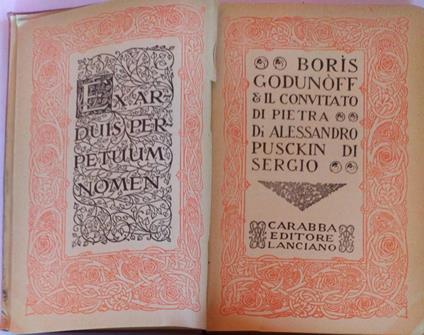 EX AR
DUIS PER
PETUUM
NOMEN
BORÌS
GODUNÒFF
& IL CONVITATO
DI PIETRA
DI ALESSANDRO
PUSCKIN DI
SERGIO
CARABBA
EDITORE
LANCIANO